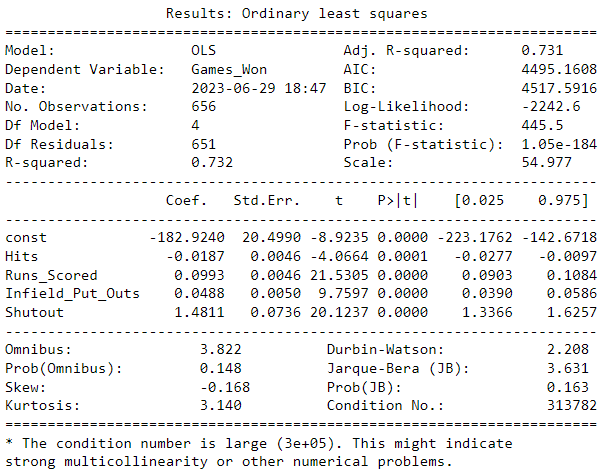 Results: Ordinary least squares
==================================================================
Model: OLS Adj. R-squared: 0.731
Dependent Variable: Games_Won AIC: 4495.1608
Date: 2023-06-29 18:47 BIC: 4517.5916
No. Observations: 656 Log-Likelihood: -2242.6
Df Model: 4 F-statistic: 445.5
Df Residuals: 651 Prob (F-statistic): 1.05e-184
R-squared: 0.732 Scale: 54.977
------------------------------------------------------------------
Coef. Std.Err. t P>|t| [0.025 0.975]
------------------------------------------------------------------
const -182.9240 20.4990 -8.9235 0.0000 -223.1762 -142.6718
Hits -0.0187 0.0046 -4.0664 0.0001 -0.0277 -0.0097
Runs_Scored 0.0993 0.0046 21.5305 0.0000 0.0903 0.1084
Infield_Put_Outs 0.0488 0.0050 9.7597 0.0000 0.0390 0.0586
Shutout 1.4811 0.0736 20.1237 0.0000 1.3366 1.6257
------------------------------------------------------------------
Omnibus: 3.822 Durbin-Watson: 2.208
Prob(Omnibus): 0.148 Jarque-Bera (JB): 3.631
Skew: -0.168 Prob(JB): 0.163
Kurtosis: 3.140 Condition No.: 313782
==================================================================
* The condition number is large (3e+05). This might indicate
strong multicollinearity or other numerical problems.